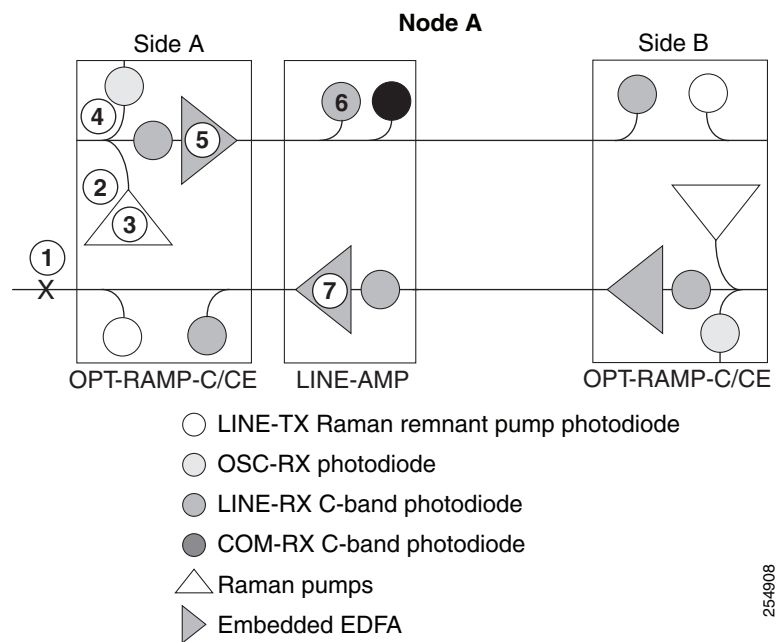 Node A
Side A
Side B
4
6
5
2
3
1
X
7
OPT-RAMP-C/CE
LINE-AMP
OPT-RAMP-C/CE
LINE-TX Raman remnant pump photodiode
OSC-RX photodiode
LINE-RX C-band photodiode
COM-RX C-band photodiode
Raman pumps
Embedded EDFA
254908